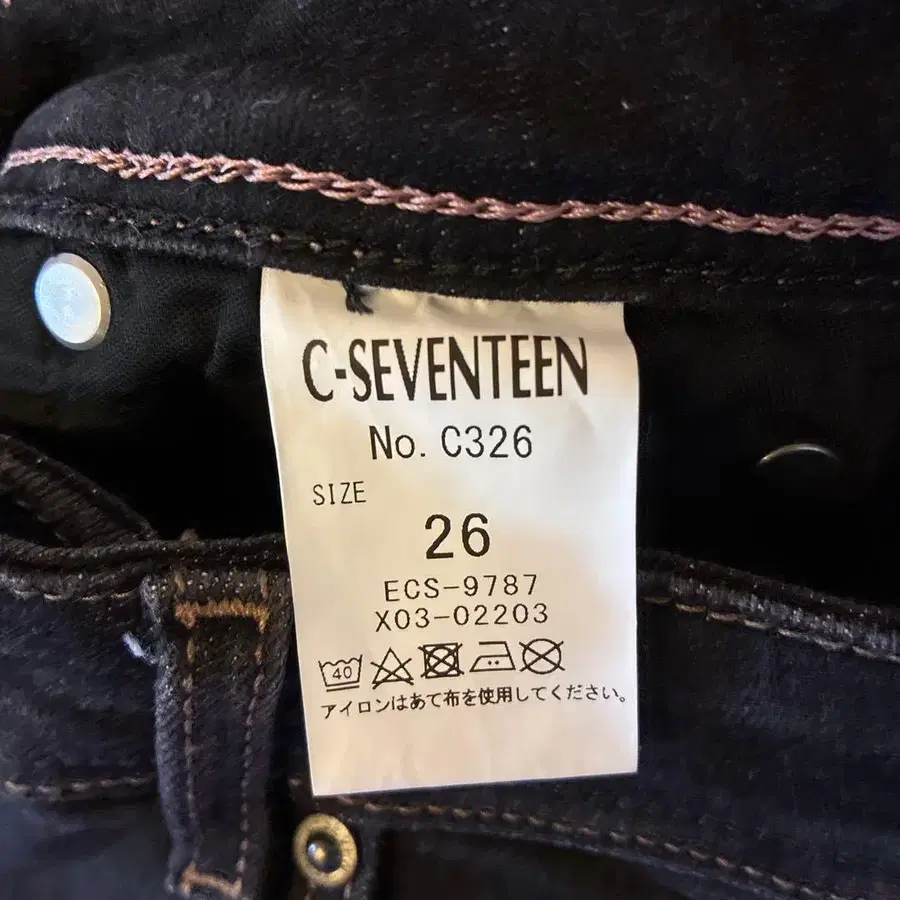 C-SEVENTEEN
No. C326
SIZE
26
ECS-9787
X03-02203
40
アイロンはあて布を使用してください。